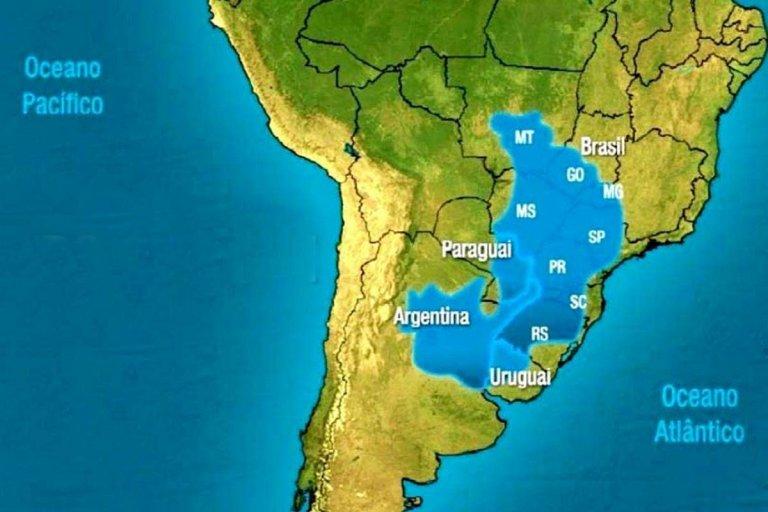 Oceano
Pacífico
MT
Brasil
GO
MG
MS
SP
Paraguai
PR
SC
Argentina
RS
Uruguai
Oceano
Atlântico